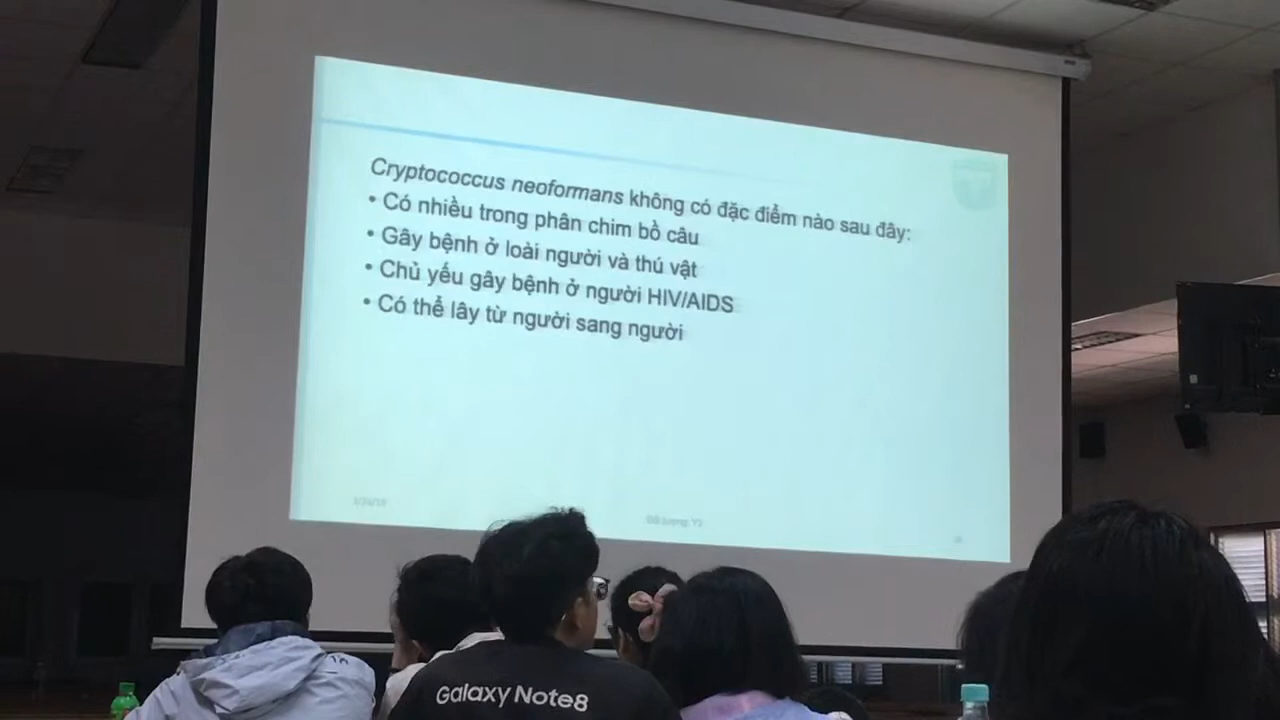 Cryptococcus neoformans không có đặc điểm nào sau đây:
• Có nhiều trong phân chim bồ câu
• Gây bệnh ở loài người và thú vật
• Chủ yếu gây bệnh ở người HIV/AIDS
• Có thể lây từ người sang người
Galaxy Note8